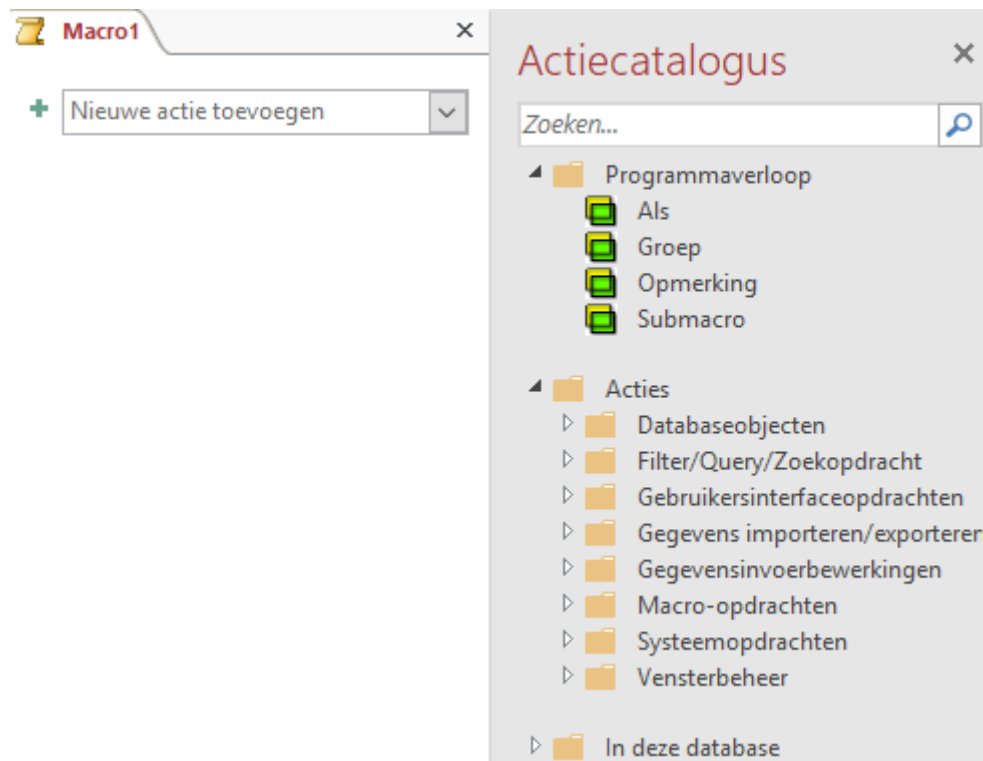 Macro1
Nieuwe actie toevoegen
Actiecatalogus
Zoeken...
Programmaverloop
Als
Groep
Opmerking
Submacro
Acties
Databaseobjecten
Filter/Query/Zoekopdracht
Gebruikersinterfaceopdrachten
Gegevens importeren/exporteren
Gegevensinvoerbewerkingen
Macro-opdrachten
Systeemopdrachten
Vensterbeheer
In deze database